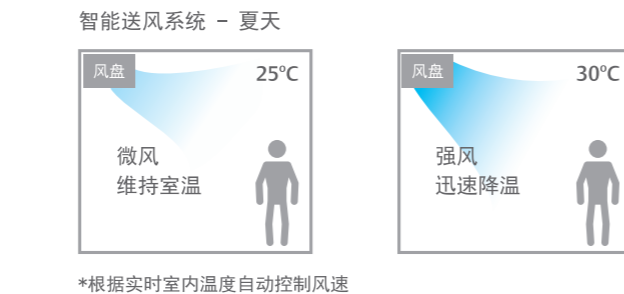 智能送风系统 - 夏天
风盘
25℃
微风
维持室温
风盘
30℃
强风
迅速降温
*根据实时室内温度自动控制风速